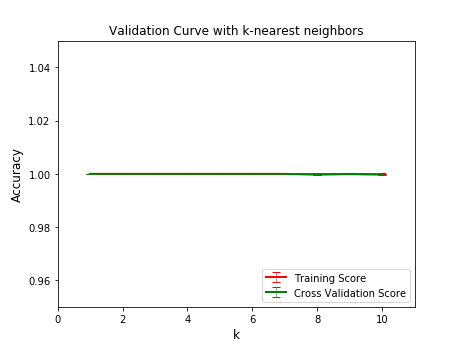 Validation Curve with k-nearest neighbors
1.04
1.02
1.00
0.98
0.96
Accuracy
0 2 4 6 8 10
k
Training Score
Cross Validation Score